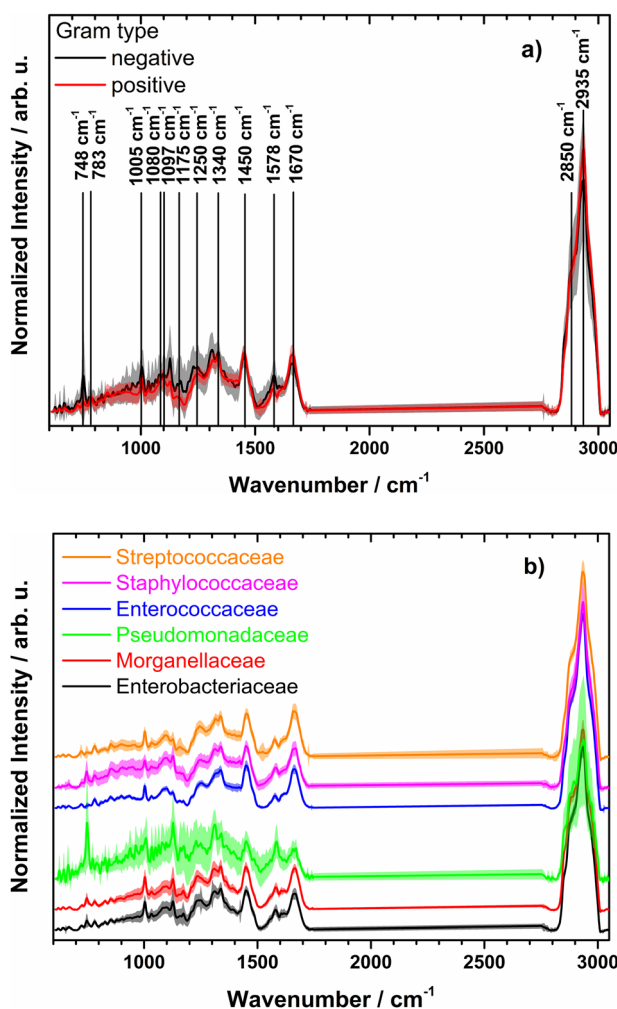 Gram type
negative
positive
a)
748 cm⁻¹
783 cm⁻¹
1005 cm⁻¹
1080 cm⁻¹
1097 cm⁻¹
1175 cm⁻¹
1250 cm⁻¹
1340 cm⁻¹
1450 cm⁻¹
1578 cm⁻¹
1670 cm⁻¹
2850 cm⁻¹
2935 cm⁻¹
Normalized Intensity / arb. u.
1000 1500 2000 2500 3000
Wavenumber / cm⁻¹
b)
Streptococcaceae
Staphylococcaceae
Enterococcaceae
Pseudomonadaceae
Morganellaceae
Enterobacteriaceae
Normalized Intensity / arb. u.
1000 1500 2000 2500 3000
Wavenumber / cm⁻¹